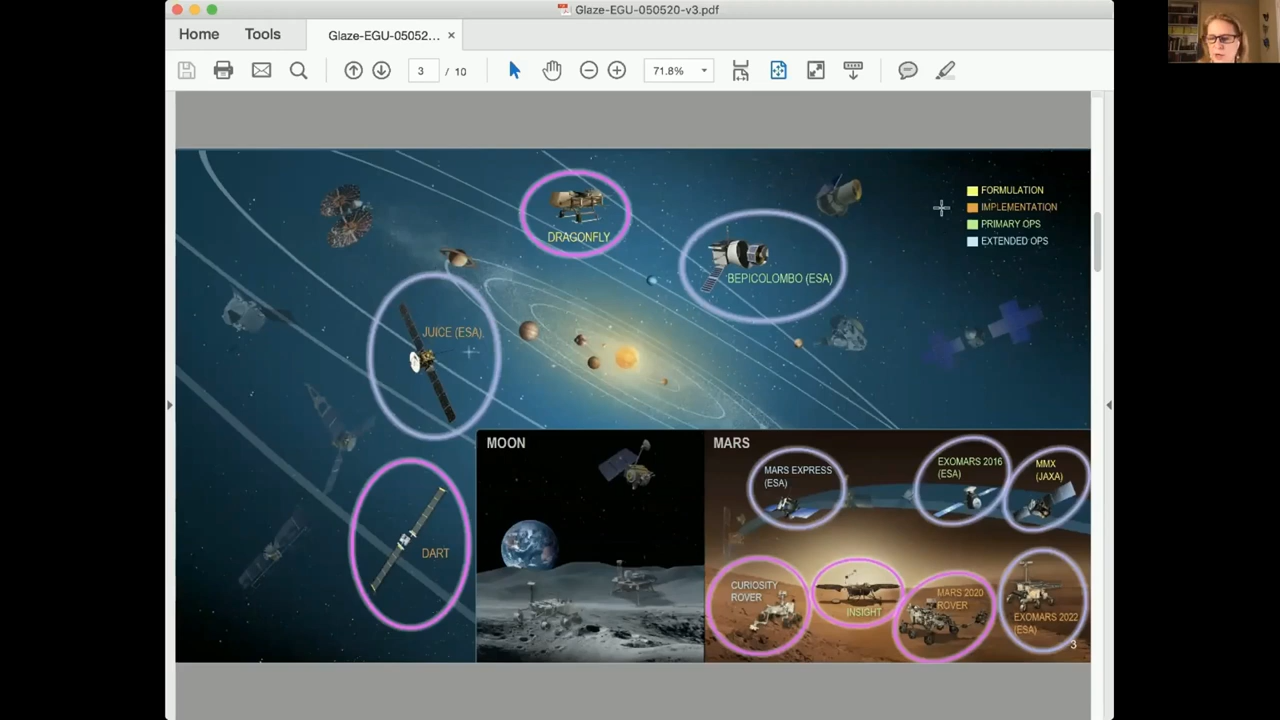 Glaze-EGU-050520-v3.pdf
Home
Tools
Glaze-EGU-05052... ×
3 / 10
71.8%
DRAGONFLY
BEPICOLOMBO (ESA)
FORMULATION
IMPLEMENTATION
PRIMARY OPS
EXTENDED OPS
JUICE (ESA).
DART
MOON
MARS
MARS EXPRESS
(ESA)
EXOMARS 2016
(ESA)
MMX
(JAXA)
CURIOSITY
ROVER
INSIGHT
MARS 2020
ROVER
EXOMARS 2022
(ESA)
3